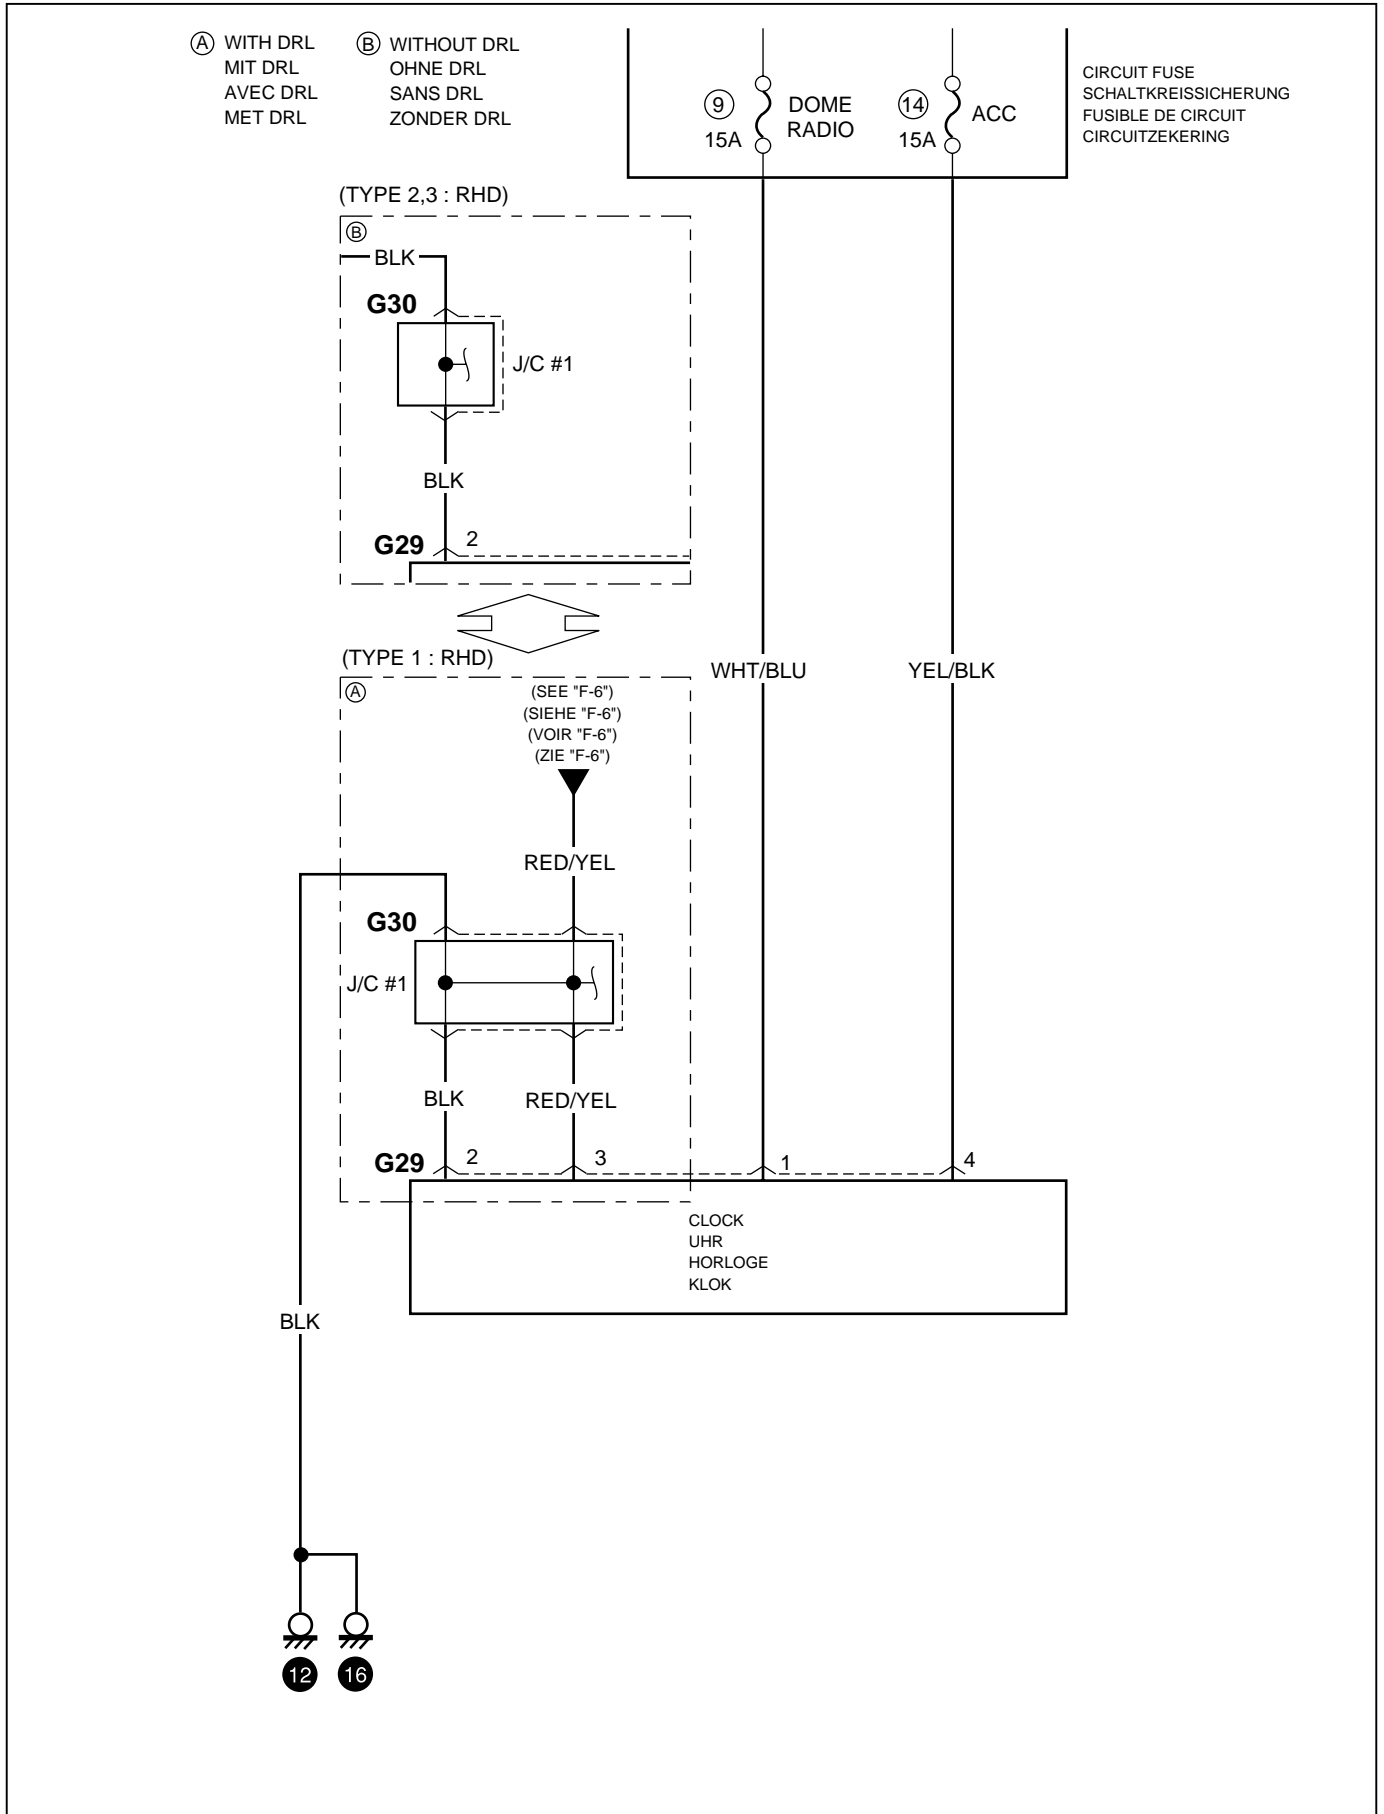 Ⓐ WITH DRL
MIT DRL
AVEC DRL
MET DRL
Ⓑ WITHOUT DRL
OHNE DRL
SANS DRL
ZONDER DRL
9
15A
DOME
RADIO
14
15A
ACC
CIRCUIT FUSE
SCHALTKREISSICHERUNG
FUSIBLE DE CIRCUIT
CIRCUITZEKERING
(TYPE 2,3 : RHD)
Ⓑ
BLK
G30
J/C #1
BLK
G29
2
(TYPE 1 : RHD)
WHT/BLU
YEL/BLK
Ⓐ
(SEE "F-6")
(SIEHE "F-6")
(VOIR "F-6")
(ZIE "F-6")
RED/YEL
G30
J/C #1
BLK
RED/YEL
G29
2
3
1
4
CLOCK
UHR
HORLOGE
KLOK
BLK
12
16